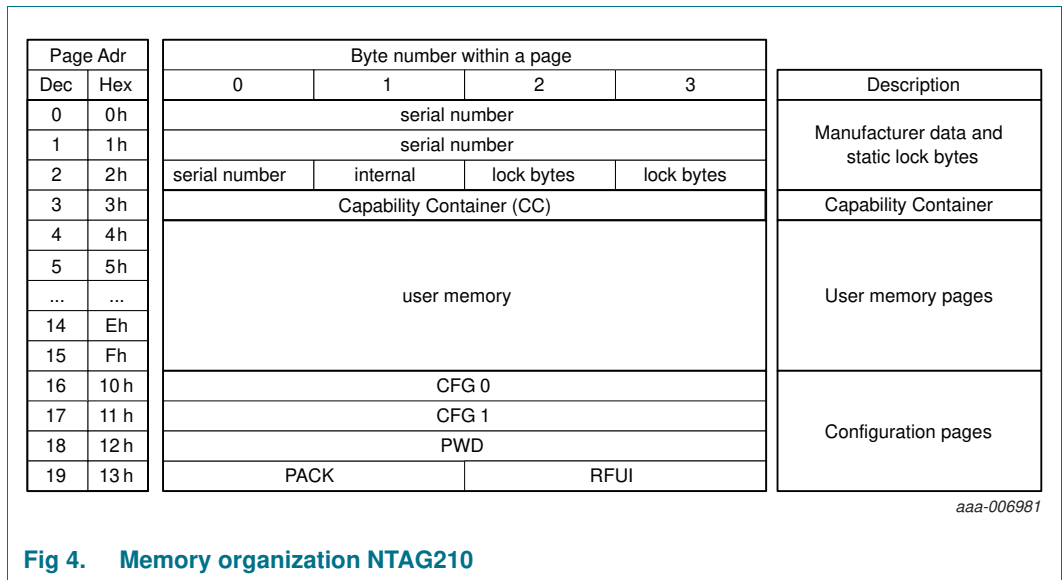 Page Adr Byte number within a page
Dec Hex 0 1 2 3 Description
0 0h serial number
1 1h serial number
Manufacturer data and
static lock bytes
2 2h serial number internal lock bytes lock bytes
3 3h Capability Container (CC) Capability Container
4 4h
5 5h
... ... user memory User memory pages
14 Eh
15 Fh
16 10h CFG 0
17 11h CFG 1
Configuration pages
18 12h PWD
19 13h PACK RFUI
aaa-006981
Fig 4. Memory organization NTAG210